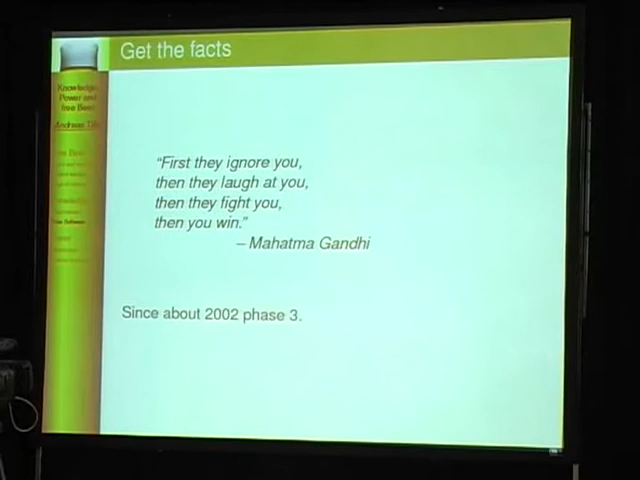 Get the facts
Knowledge,
Power and
free Beer
Andreas
"First they ignore you,
then they laugh at you,
then they fight you,
then you win."
– Mahatma Gandhi
Since about 2002 phase 3.